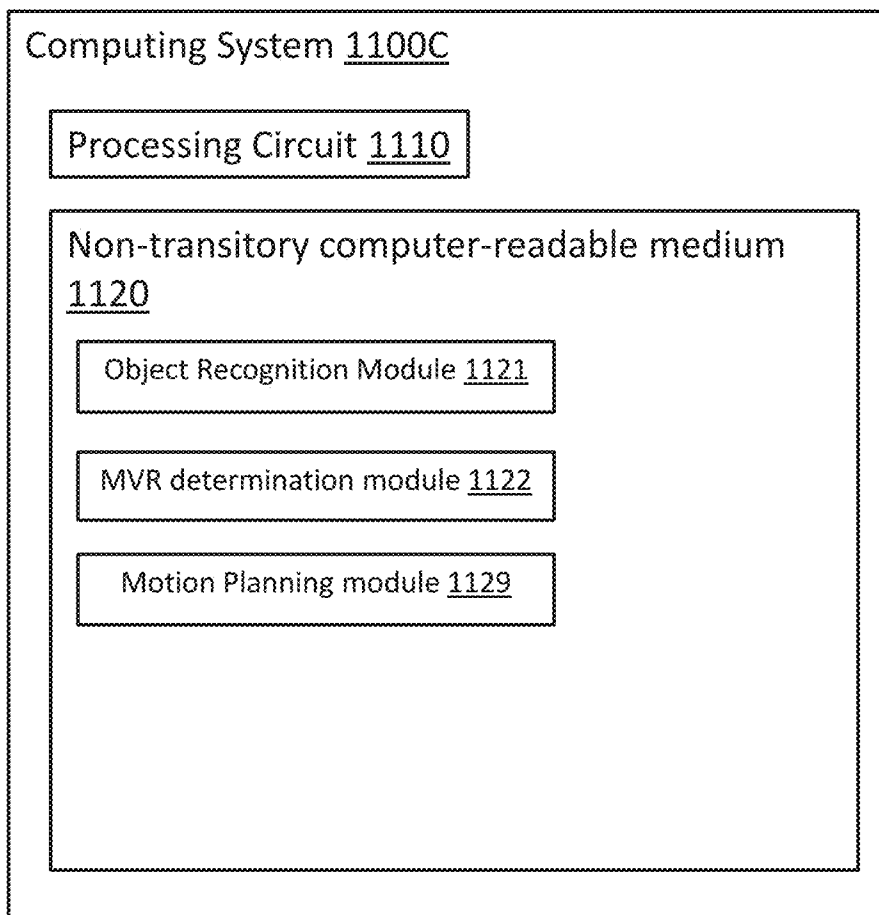 Computing System 1100C
Processing Circuit 1110
Non-transitory computer-readable medium
1120
Object Recognition Module 1121
MVR determination module 1122
Motion Planning module 1129